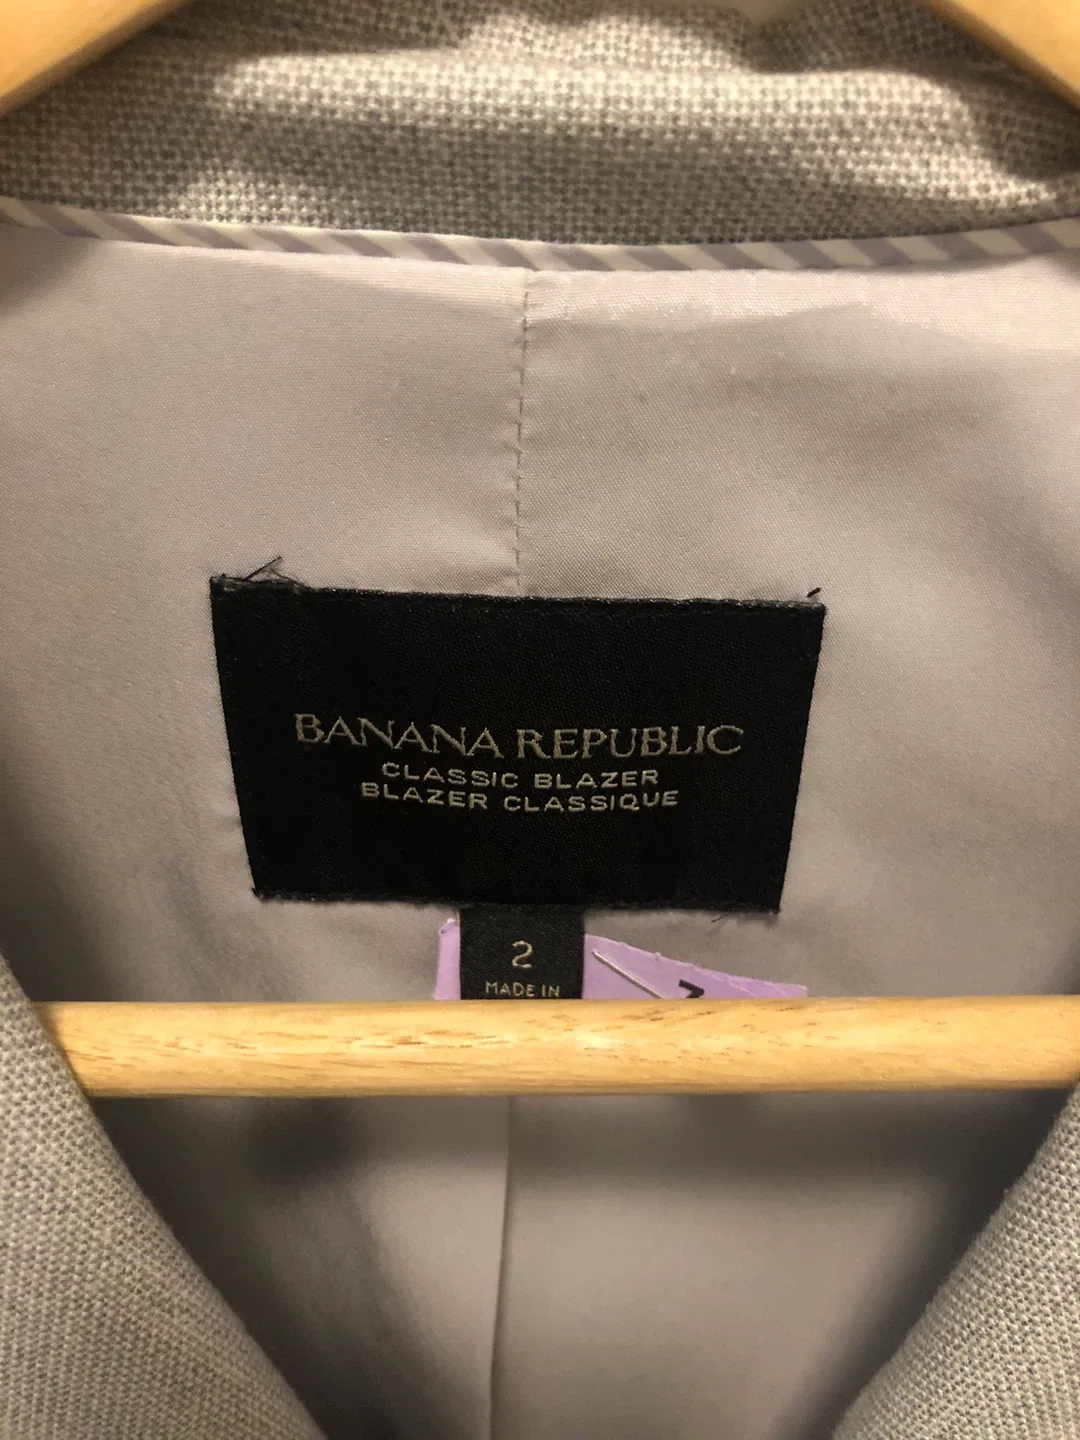 BANANA REPUBLIC
CLASSIC BLAZER
BLAZER CLASSIQUE
2
MADE IN